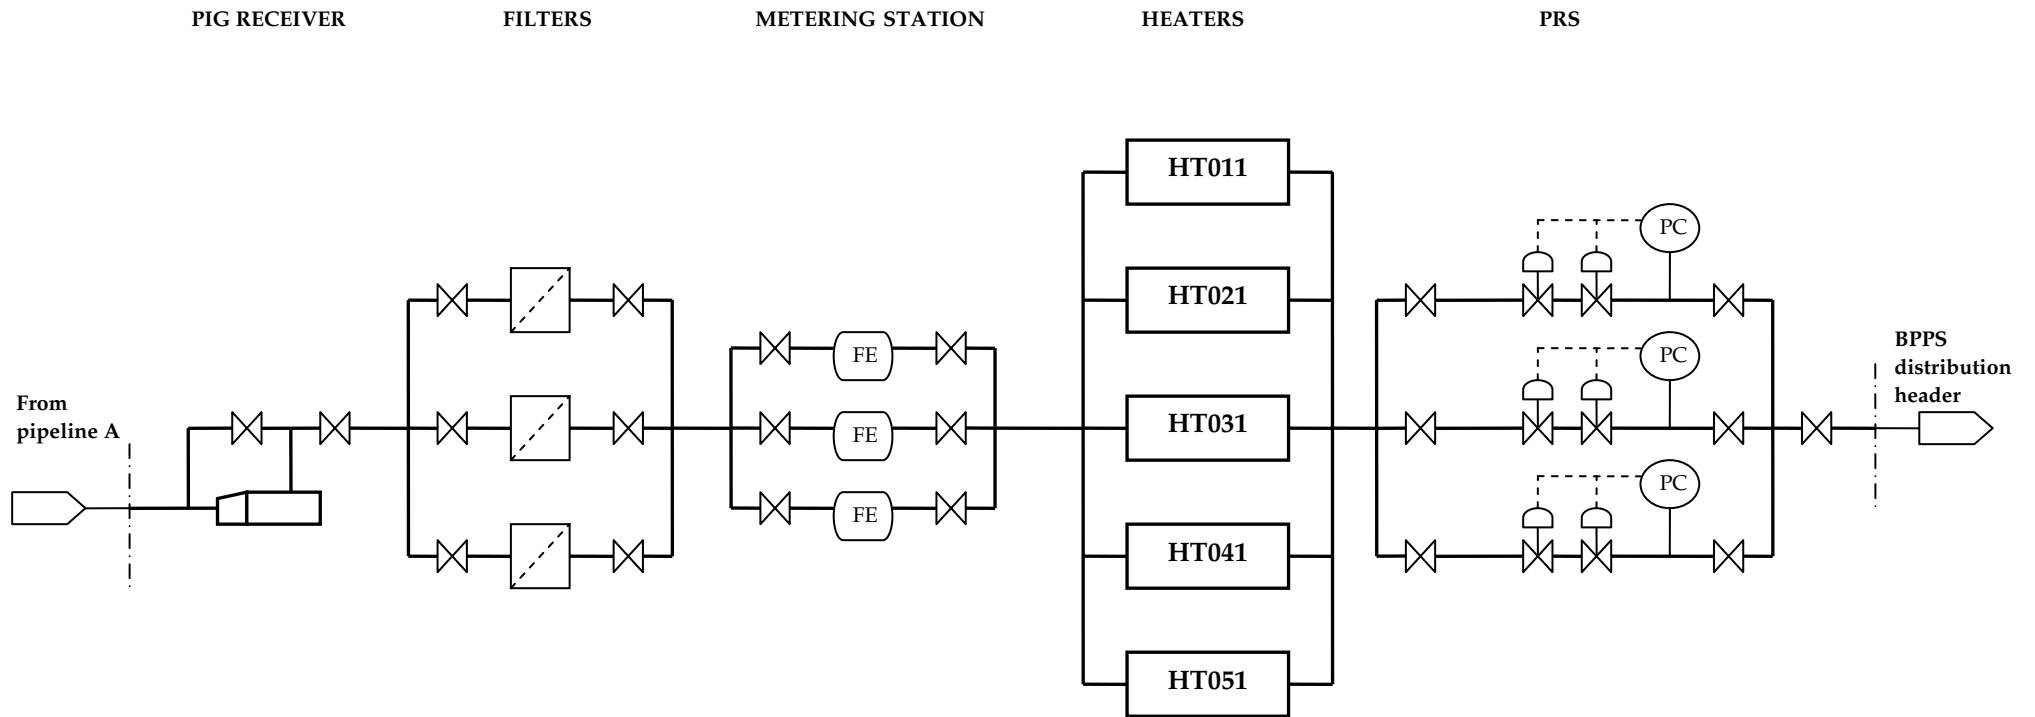 PIG RECEIVER
FILTERS
METERING STATION
HEATERS
PRS
From
pipeline A
FE
FE
FE
HT011
HT021
HT031
HT041
HT051
PC
PC
PC
BPPS
distribution
header